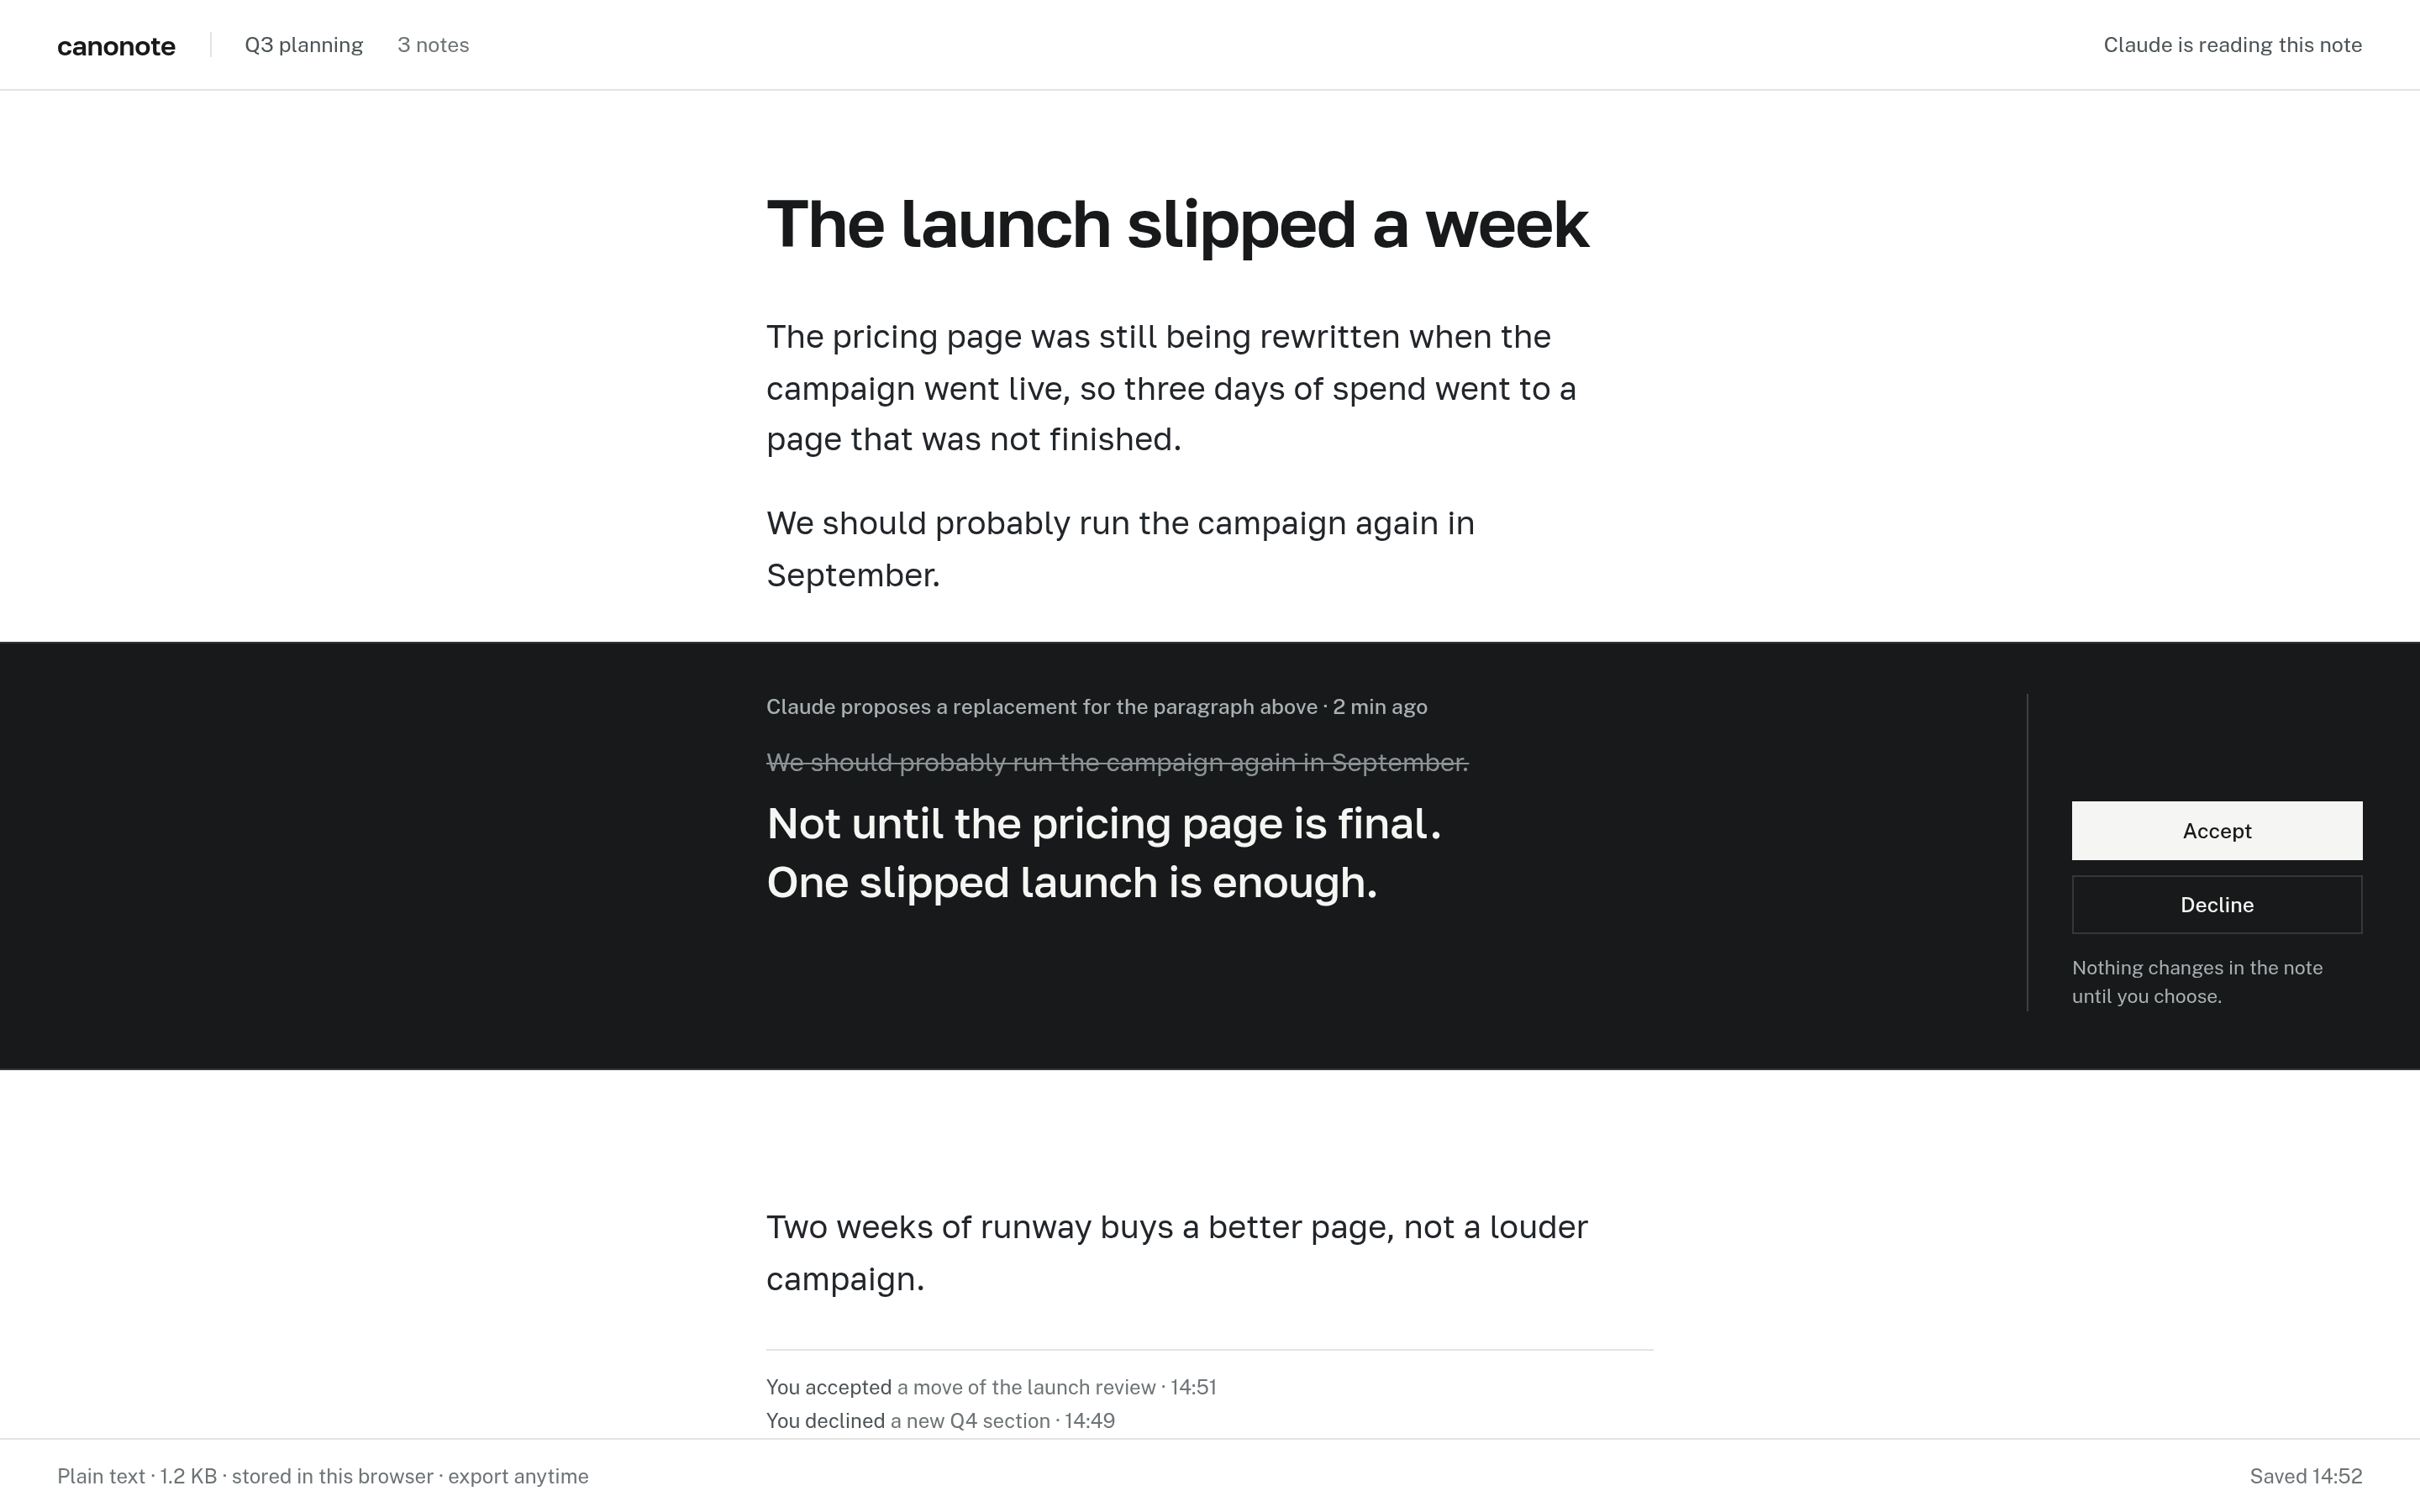 canonote
Q3 planning
3 notes
Claude is reading this note
The launch slipped a week
The pricing page was still being rewritten when the
campaign went live, so three days of spend went to a
page that was not finished.
We should probably run the campaign again in
September.
Claude proposes a replacement for the paragraph above · 2 min ago
We should probably run the campaign again in September.
Not until the pricing page is final.
One slipped launch is enough.
Accept
Decline
Nothing changes in the note
until you choose.
Two weeks of runway buys a better page, not a louder
campaign.
You accepted a move of the launch review · 14:51
You declined a new Q4 section · 14:49
Plain text · 1.2 KB · stored in this browser · export anytime
Saved 14:52